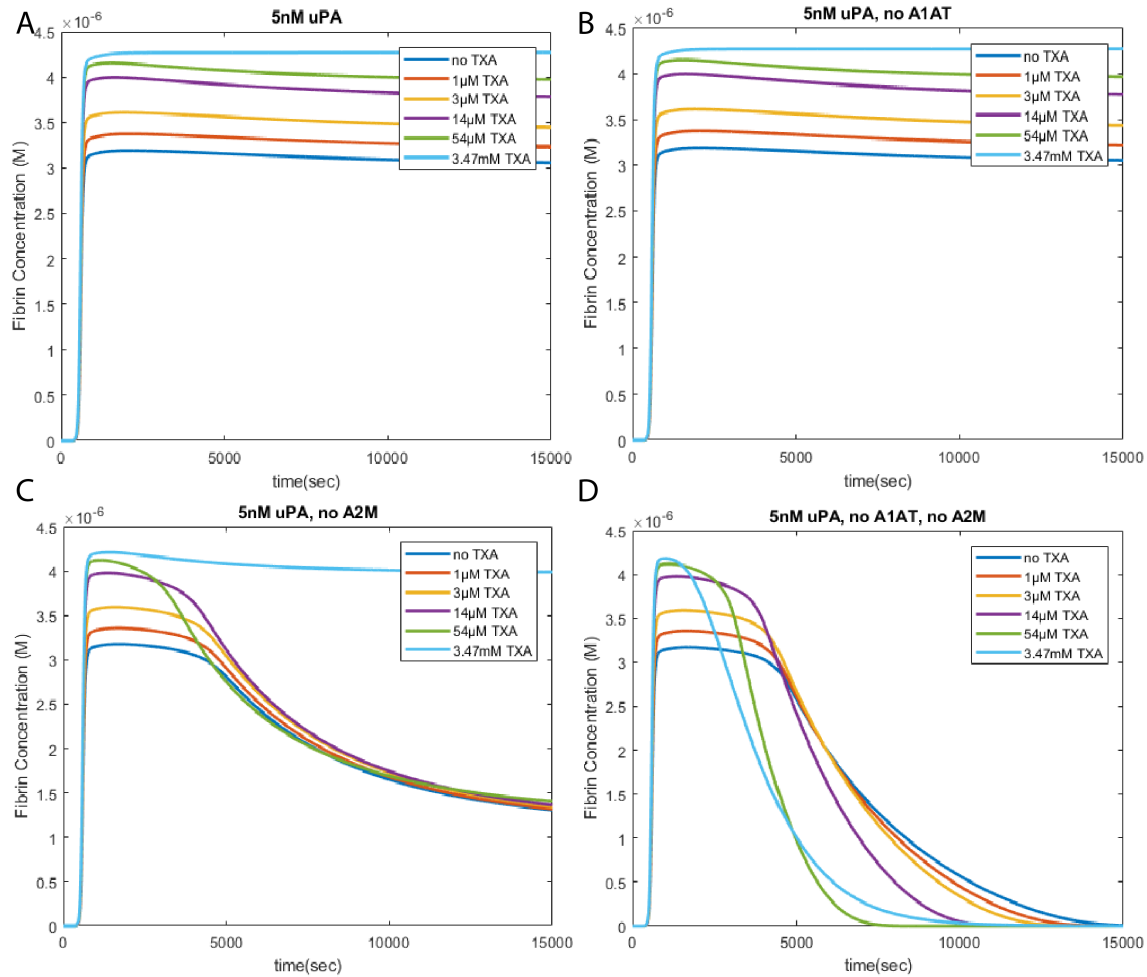 A
5nM uPA
×10⁻⁶
4.5
4
3.5
3
2.5
2
1.5
1
0.5
0
Fibrin Concentration (M)
0
5000
10000
15000
time(sec)
no TXA
1μM TXA
3μM TXA
14μM TXA
54μM TXA
3.47mM TXA
B
5nM uPA, no A1AT
×10⁻⁶
4.5
4
3.5
3
2.5
2
1.5
1
0.5
0
Fibrin Concentration (M)
0
5000
10000
15000
time(sec)
no TXA
1μM TXA
3μM TXA
14μM TXA
54μM TXA
3.47mM TXA
C
5nM uPA, no A2M
×10⁻⁶
4.5
4
3.5
3
2.5
2
1.5
1
0.5
0
Fibrin Concentration (M)
0
5000
10000
15000
time(sec)
no TXA
1μM TXA
3μM TXA
14μM TXA
54μM TXA
3.47mM TXA
D
5nM uPA, no A1AT, no A2M
×10⁻⁶
4.5
4
3.5
3
2.5
2
1.5
1
0.5
0
Fibrin Concentration (M)
0
5000
10000
15000
time(sec)
no TXA
1μM TXA
3μM TXA
14μM TXA
54μM TXA
3.47mM TXA